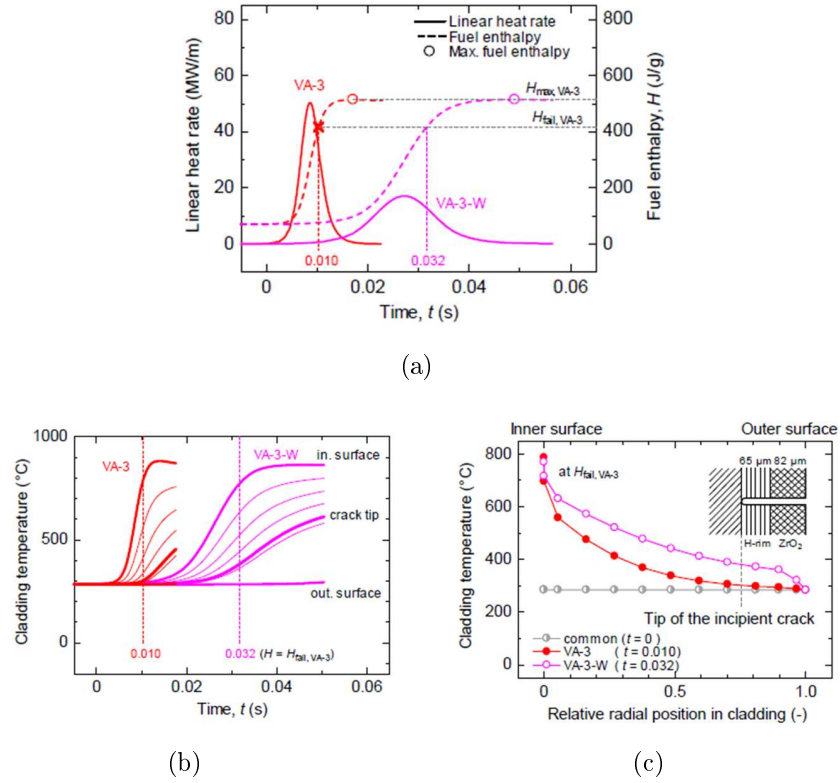 Linear heat rate
Fuel enthalpy
Max. fuel enthalpy
80
60
40
20
0
800
600
400
200
0
Linear heat rate (MW/m)
Fuel enthalpy, H (J/g)
VA-3
VA-3-W
Hmax, VA-3
Hfail, VA-3
0.010
0.032
0 0.02 0.04 0.06
Time, t (s)
(a)
1000
500
0
Cladding temperature (°C)
VA-3
VA-3-W
in. surface
crack tip
out. surface
0.010
0.032 (H = Hfail, VA-3)
0 0.02 0.04 0.06
Time, t (s)
(b)
Inner surface Outer surface
800
600
400
200
0
Cladding temperature (°C)
at Hfail, VA-3
65 µm 82 µm
H-rim ZrO2
Tip of the incipient crack
common (t = 0)
VA-3 (t = 0.010)
VA-3-W (t = 0.032)
0 0.5 1.0
Relative radial position in cladding (-)
(c)